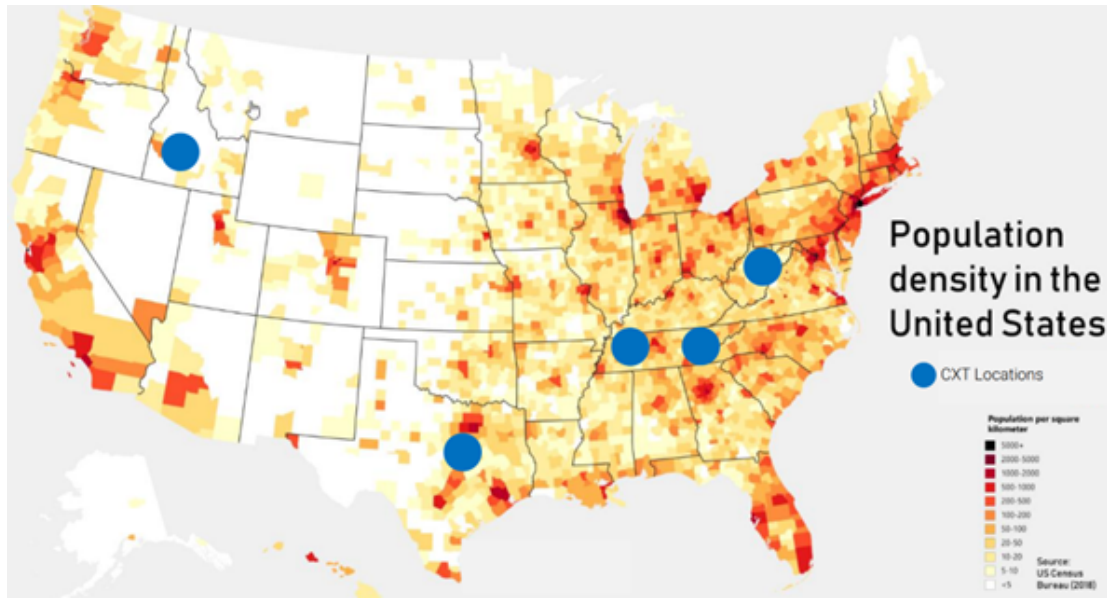 Population
density in the
United States
CXT Locations
Population per square
kilometer
5000+
2000-5000
1000-2000
500-1000
200-500
100-200
50-100
20-50
10-20
5-10
<5
Source:
US Census
Bureau (2018)